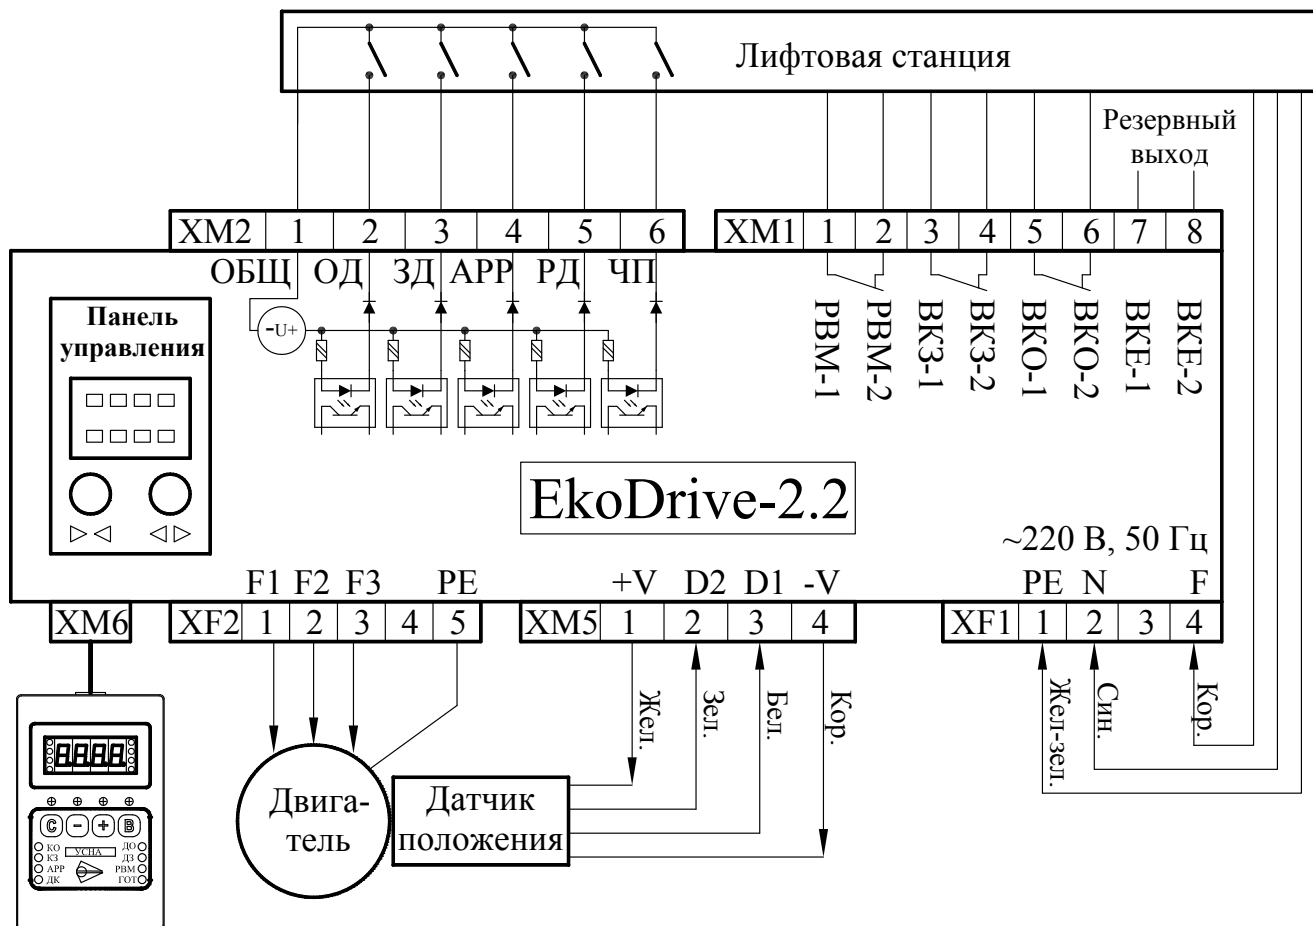 Лифтовая станция
Резервный
выход
XM2 1 2 3 4 5 6
XM1 1 2 3 4 5 6 7 8
ОБЩ ОД ЗД АРР РД ЧП
РВМ-1
РВМ-2
ВКЗ-1
ВКЗ-2
ВКО-1
ВКО-2
ВКЕ-1
ВКЕ-2
-U+
Панель
управления
EkoDrive-2.2
~220 В, 50 Гц
F1 F2 F3 PE
+V D2 D1 -V
PE N F
XM6
XF2 1 2 3 4 5
XM5 1 2 3 4
XF1 1 2 3 4
Жел.
Зел.
Бел.
Кор.
Жел-зел.
Син.
Кор.
Двига-
тель
Датчик
положения
8.8.8.8.
С - + В
КО УСНА ДО
КЗ ДЗ
АРР РВМ
ДК ГОТ